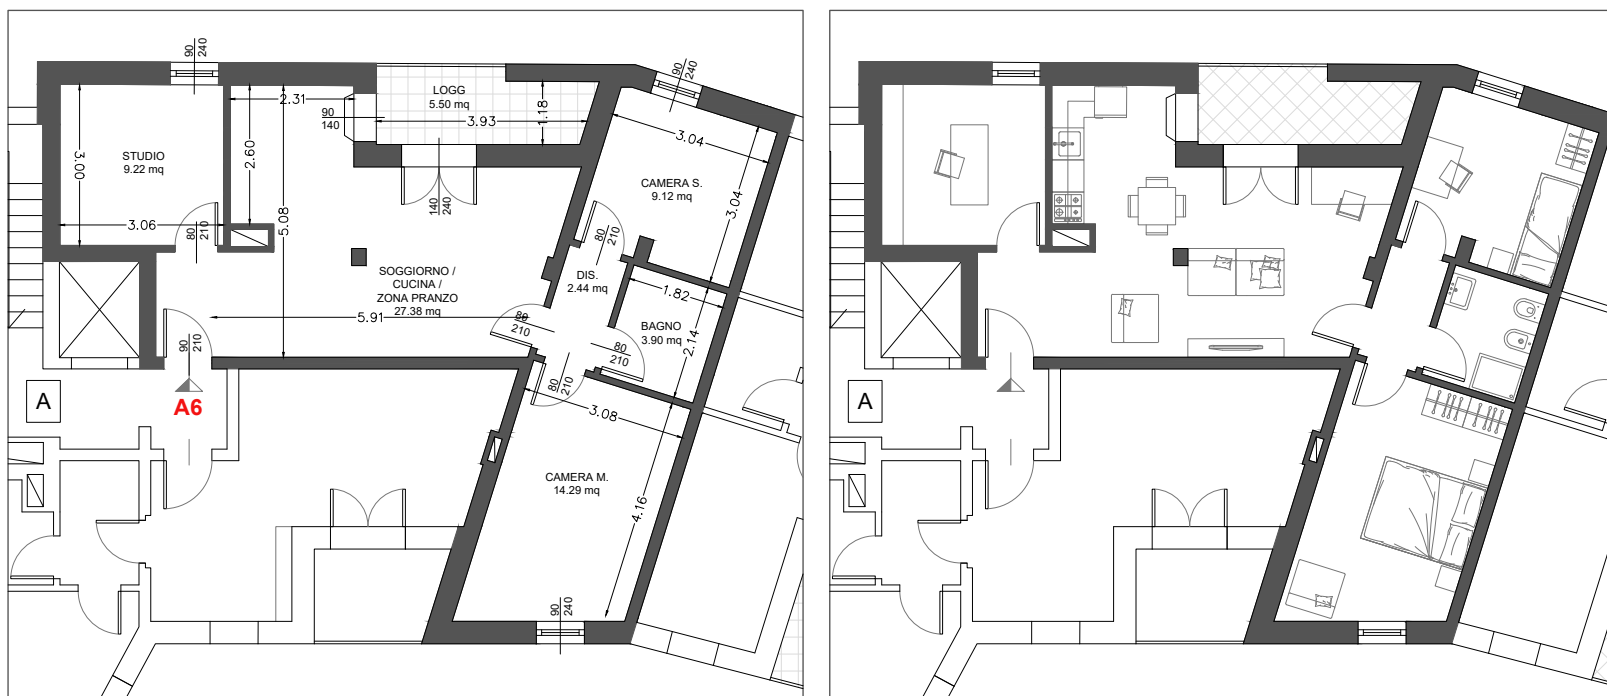 90
240
LOGG
5.50 mq
90
240
2.31
90
140
3.93
1.18
3.04
STUDIO
9.22 mq
3.00
2.60
CAMERA S.
9.12 mq
3.04
140
240
3.06
80
210
5.08
80
210
SOGGIORNO /
CUCINA /
ZONA PRANZO
27.38 mq
DIS.
2.44 mq
1.82
5.91
80
210
BAGNO
3.90 mq
2.14
90
210
80
210
80
210
A
A6
3.08
CAMERA M.
14.29 mq
4.16
90
240
A